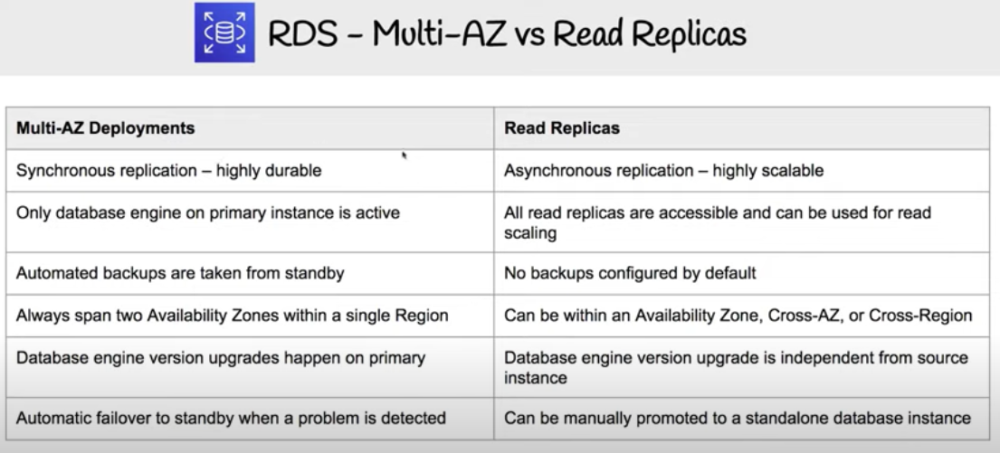 RDS – Multi-AZ vs Read Replicas
Multi-AZ Deployments
Read Replicas
Synchronous replication – highly durable
Asynchronous replication – highly scalable
Only database engine on primary instance is active
All read replicas are accessible and can be used for read
scaling
Automated backups are taken from standby
No backups configured by default
Always span two Availability Zones within a single Region
Can be within an Availability Zone, Cross-AZ, or Cross-Region
Database engine version upgrades happen on primary
Database engine version upgrade is independent from source
instance
Automatic failover to standby when a problem is detected
Can be manually promoted to a standalone database instance